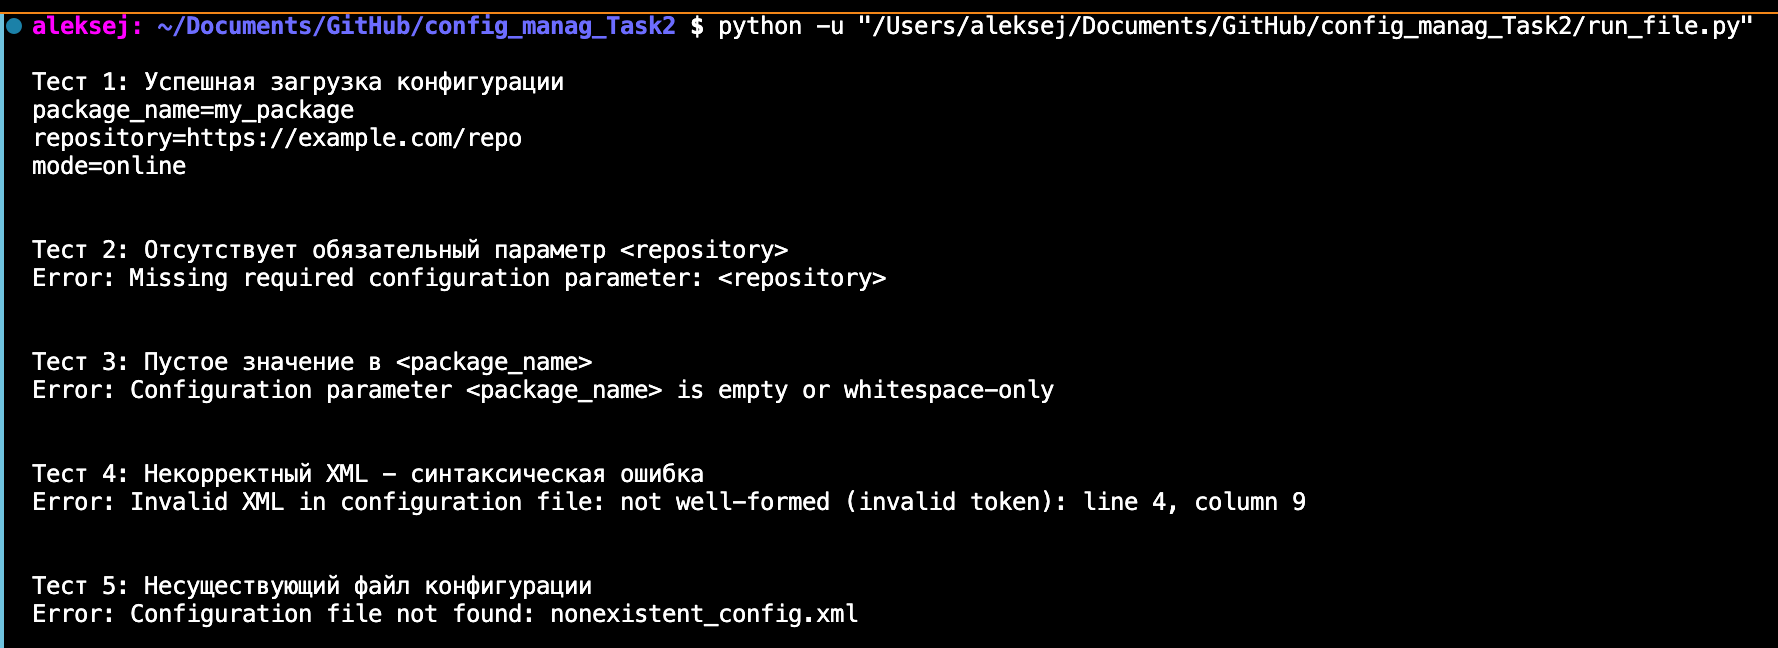 aleksej: ~/Documents/GitHub/config_manag_Task2 $ python -u "/Users/aleksej/Documents/GitHub/config_manag_Task2/run_file.py"
Тест 1: Успешная загрузка конфигурации
package_name=my_package
repository=https://example.com/repo
mode=online
Тест 2: Отсутствует обязательный параметр <repository>
Error: Missing required configuration parameter: <repository>
Тест 3: Пустое значение в <package_name>
Error: Configuration parameter <package_name> is empty or whitespace-only
Тест 4: Некорректный XML - синтаксическая ошибка
Error: Invalid XML in configuration file: not well-formed (invalid token): line 4, column 9
Тест 5: Несуществующий файл конфигурации
Error: Configuration file not found: nonexistent_config.xml